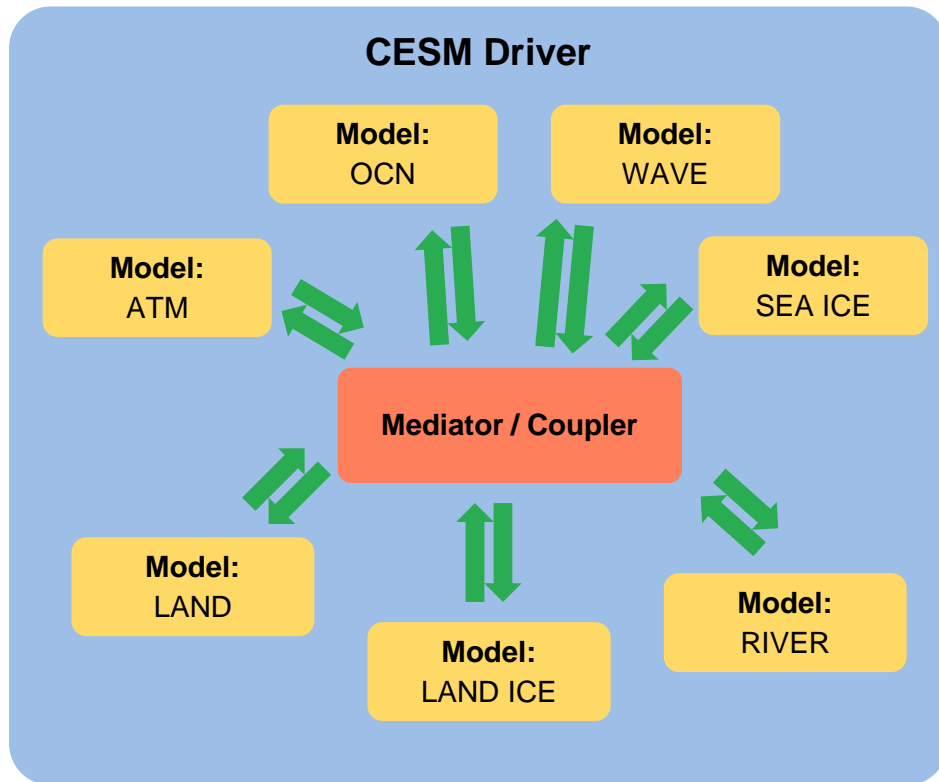 CESM Driver
Model:
OCN
Model:
WAVE
Model:
ATM
Model:
SEA ICE
Mediator / Coupler
Model:
LAND
Model:
LAND ICE
Model:
RIVER